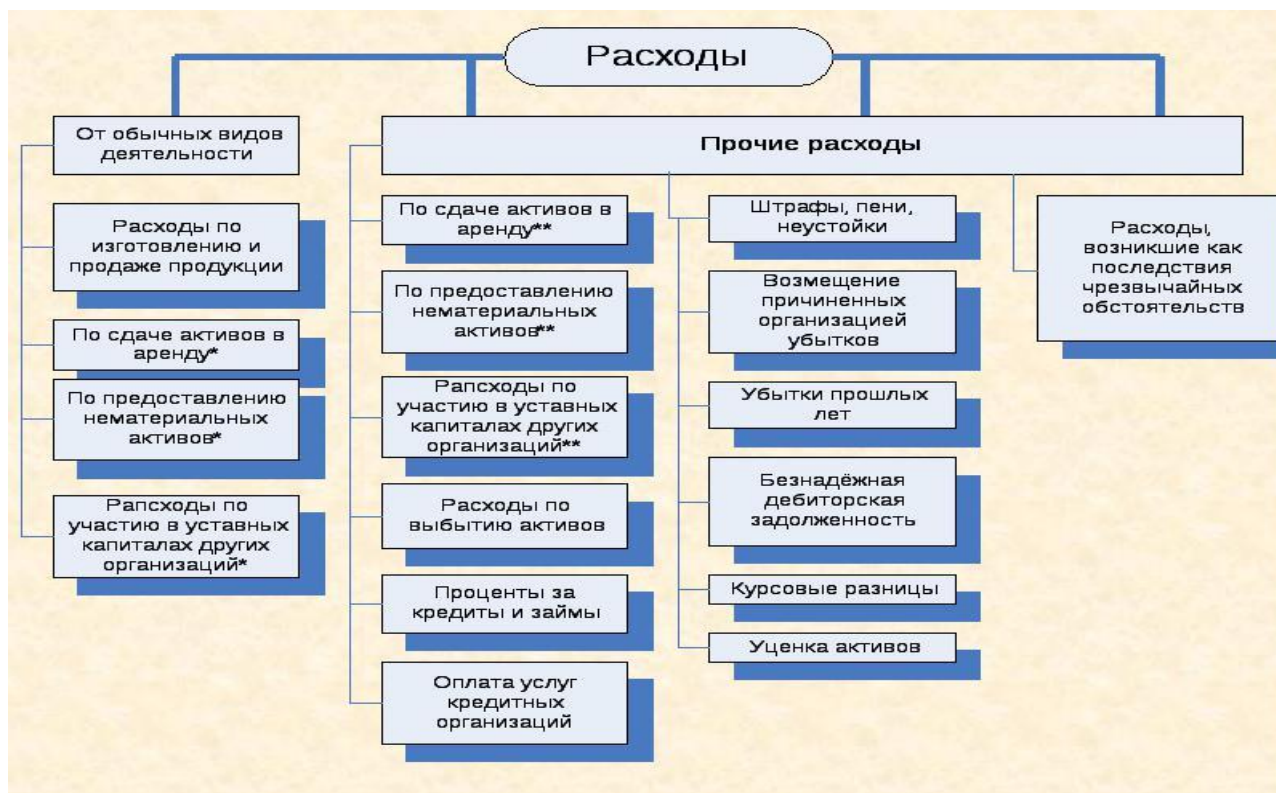 Расходы
От обычных видов
деятельности
Расходы по
изготовлению и
продаже продукции
По сдаче активов в
аренду*
По предоставлению
нематериальных
активов*
Рапсходы по
участию в уставных
капиталах других
организаций*
Прочие расходы
По сдаче активов в
аренду**
По предоставлению
нематериальных
активов**
Рапсходы по
участию в уставных
капиталах других
организаций**
Расходы по
выбытию активов
Проценты за
кредиты и займы
Оплата услуг
кредитных
организаций
Штрафы, пени,
неустойки
Возмещение
причиненных
организацией
убытков
Убытки прошлых
лет
Безнадёжная
дебиторская
задолженность
Курсовые разницы
Уценка активов
Расходы,
возникшие как
последствия
чрезвычайных
обстоятельств